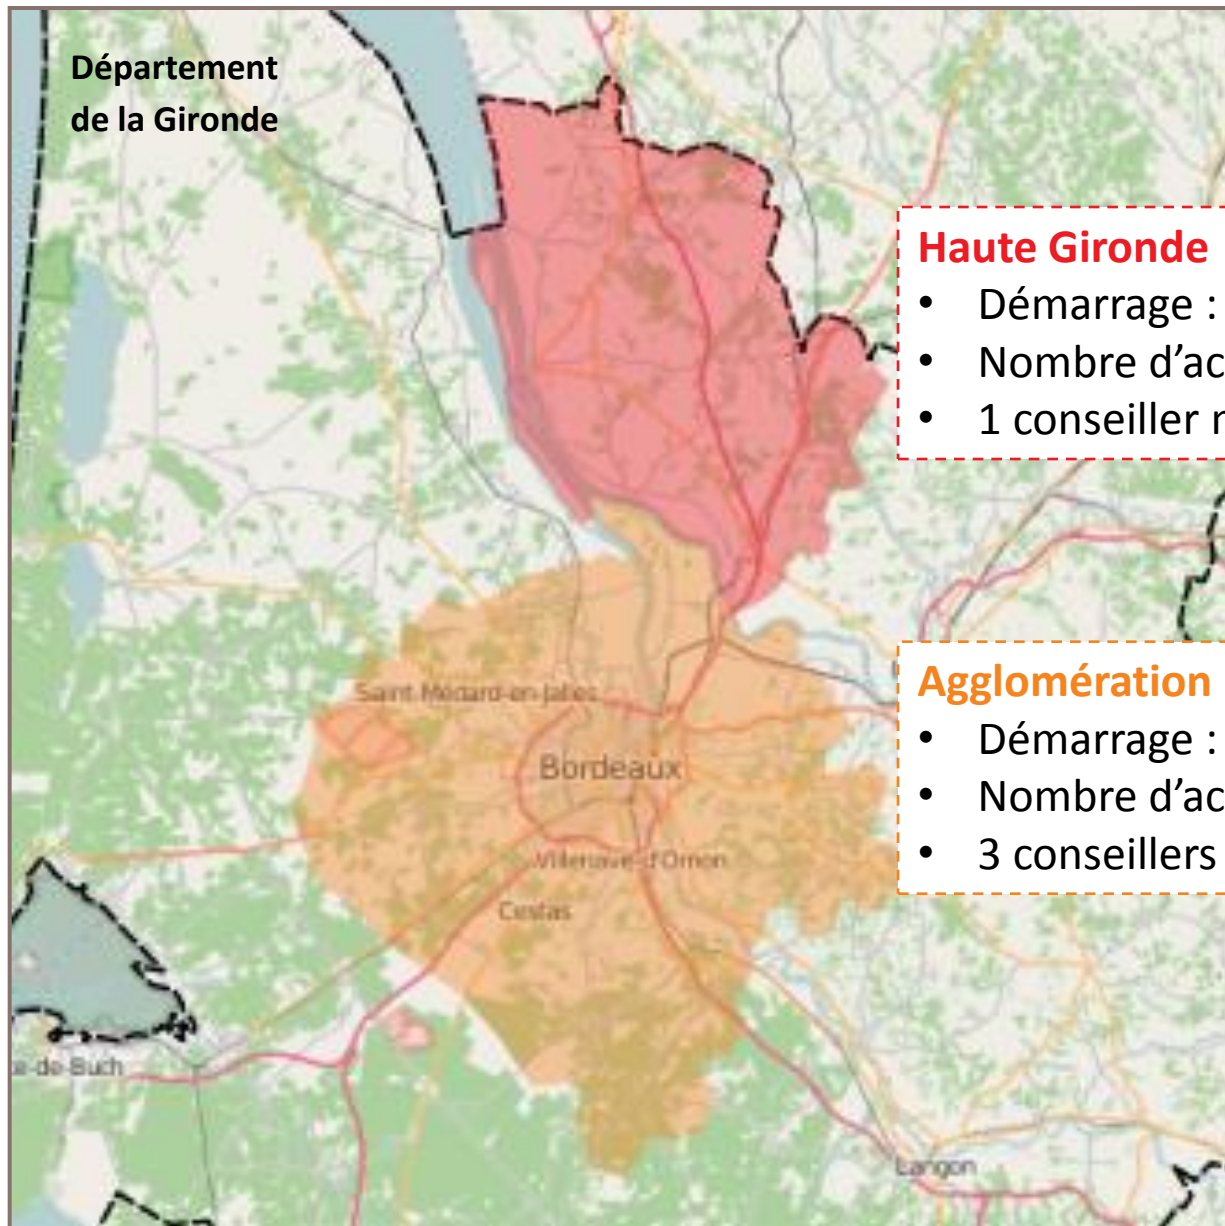 Département
de la Gironde
Haute Gironde
• Démarrage :
• Nombre d’ac
• 1 conseiller
Saint-Médard-en-Jalles
Agglomération
• Démarrage :
Bordeaux
• Nombre d’ac
• 3 conseillers
Villenave-d'Ornon
Cestas
e-de-Buch
Langon